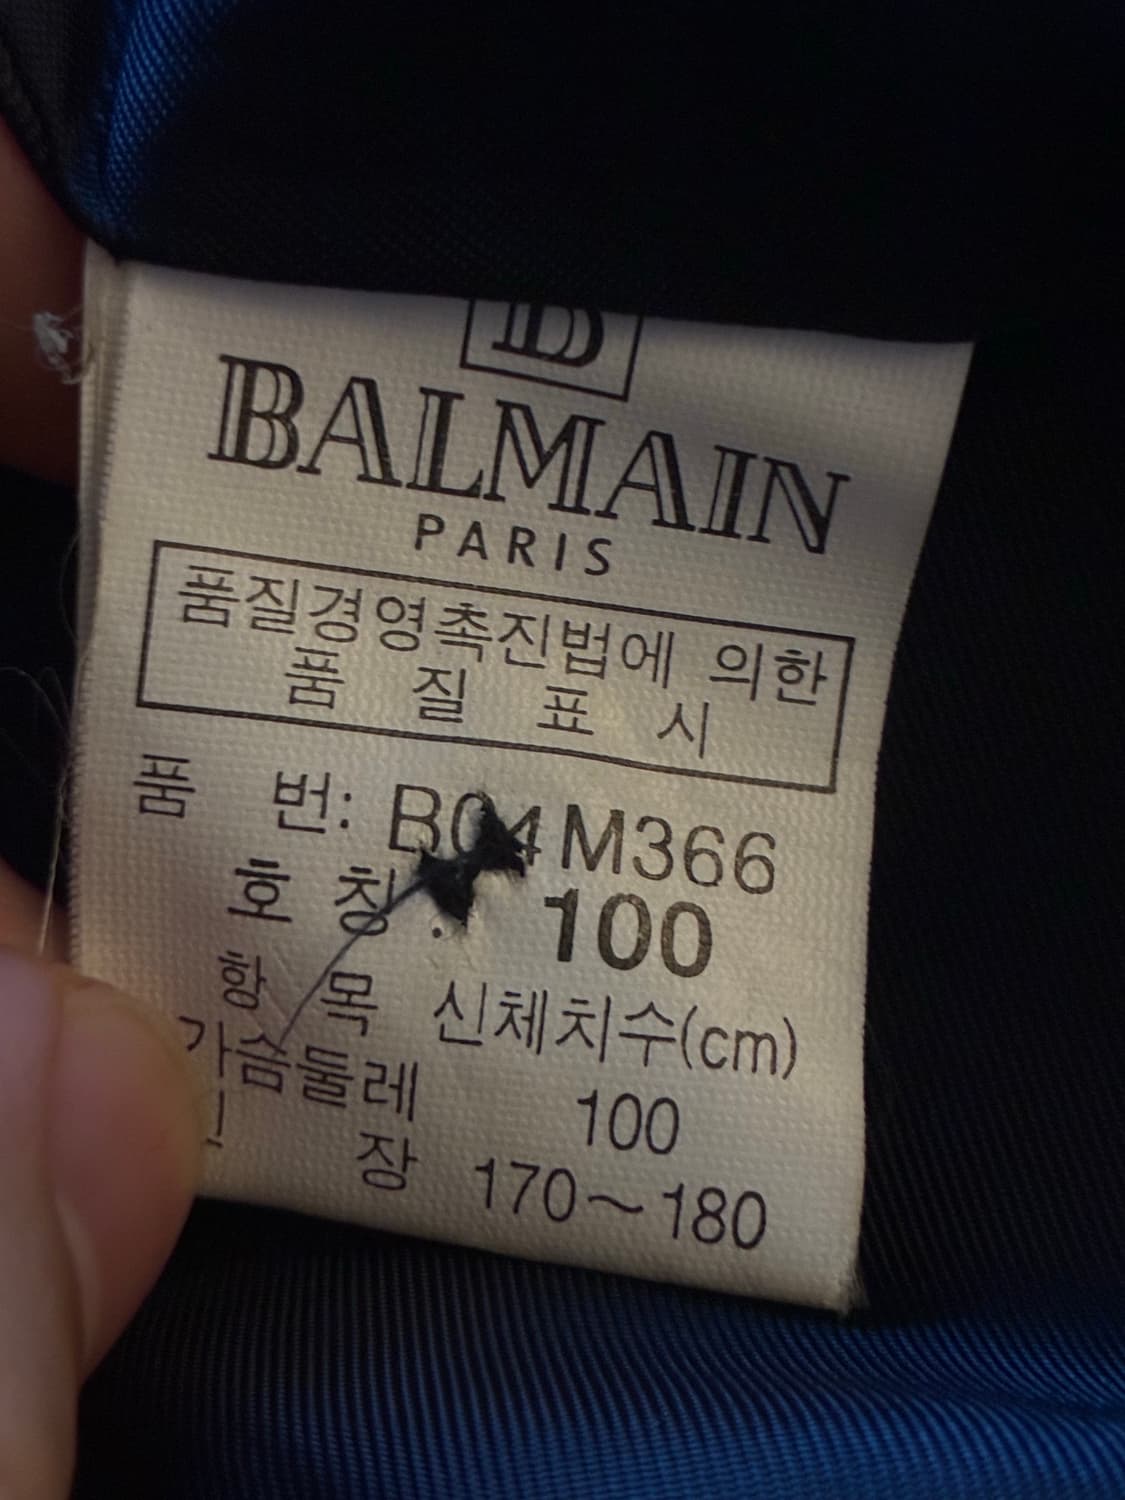 B
BALMAIN
PARIS
품질경영촉진법에 의한
품 질 표 시
품 번: B04M366
호 칭 : 100
항 목 신체치수(cm)
가슴둘레 100
장 170~180